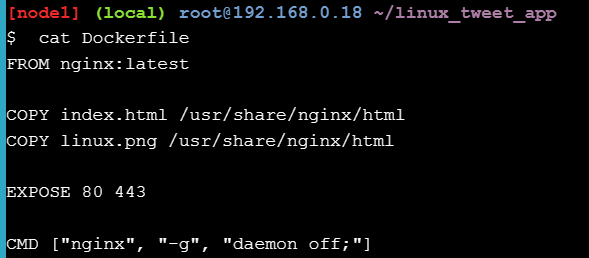 [node1] (local) root@192.168.0.18 ~/linux_tweet_app
$  cat Dockerfile
FROM nginx:latest
COPY index.html /usr/share/nginx/html
COPY linux.png /usr/share/nginx/html
EXPOSE 80 443
CMD ["nginx", "-g", "daemon off;"]